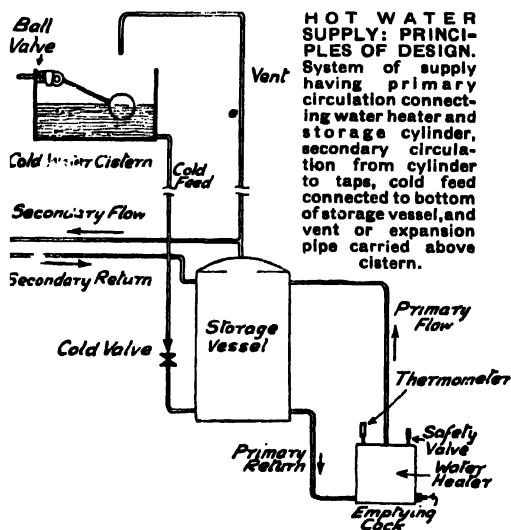 Ball
Valve
Vent
HOT WATER
SUPPLY: PRINCI-
PLES OF DESIGN.
System of supply
having primary
circulation connect-
ing water heater and
storage cylinder,
secondary circula-
tion from cylinder
to taps, cold feed
connected to bottom
of storage vessel, and
vent or expansion
pipe carried above
cistern.
Cold Water Cistern
Cold
Feed
Secondary Flow
Secondary Return
Storage
Vessel
Cold Valve
Primary
Flow
Thermometer
Safety
Valve
Water
Heater
Primary
Return
Emptying
Cock